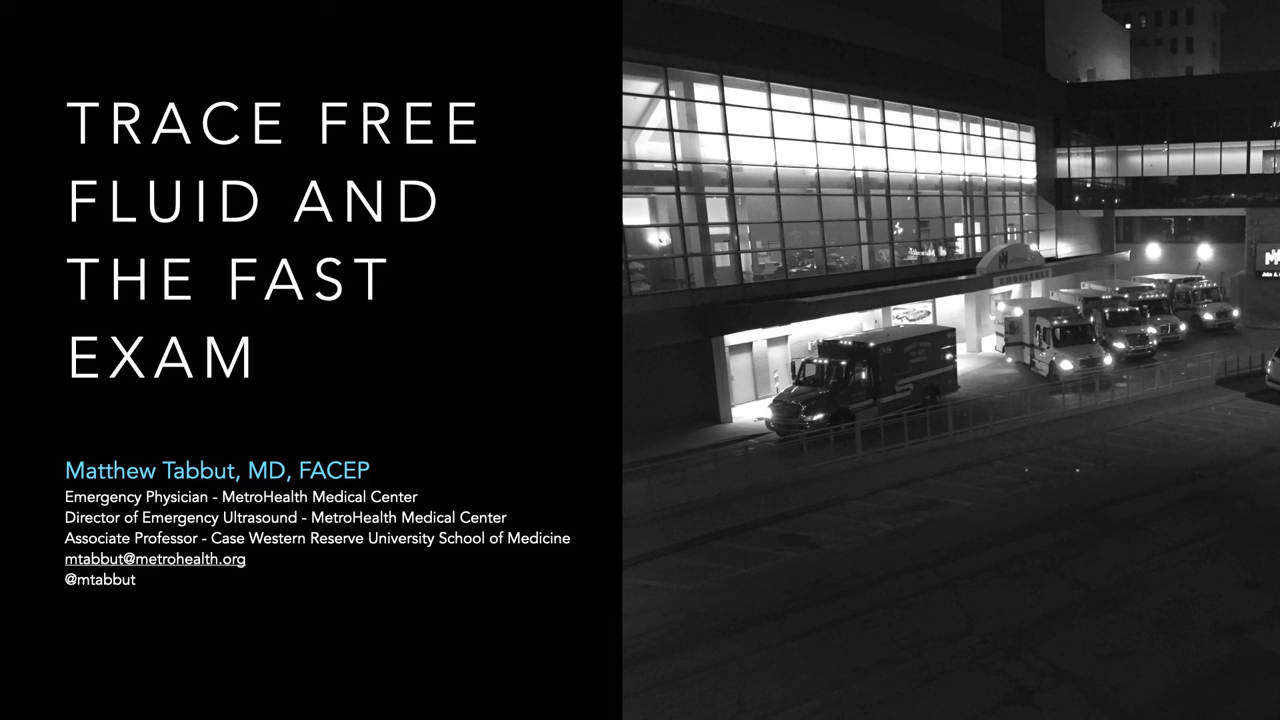 TRACE FREE
FLUID AND
THE FAST
EXAM
Matthew Tabbut, MD, FACEP
Emergency Physician - MetroHealth Medical Center
Director of Emergency Ultrasound - MetroHealth Medical Center
Associate Professor - Case Western Reserve University School of Medicine
mtabbut@metrohealth.org
@mtabbut